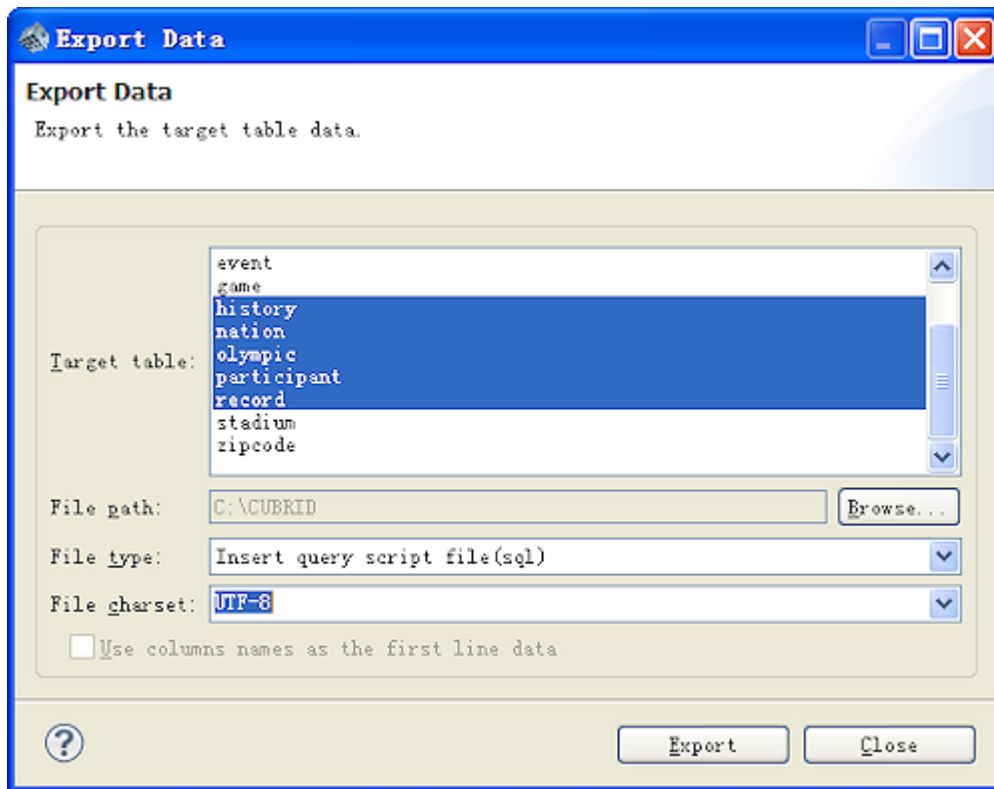 Export Data
Export Data
Export the target table data.
Target table:
event
game
history
nation
olympic
participant
record
stadium
zipcode
File path: C:\CUBRID Browse...
File type: Insert query script file(sql)
File charset: UTF-8
Use columns names as the first line data
? Export Close